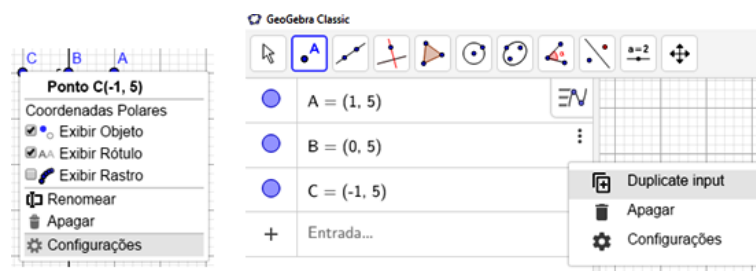 C B A
Ponto C(-1, 5)
Coordenadas Polares
Exibir Objeto
AA Exibir Rótulo
Exibir Rastro
Renomear
Apagar
Configurações
GeoGebra Classic
A
a=2
A = (1, 5)
B = (0, 5)
C = (-1, 5)
+ Entrada...
Duplicate input
Apagar
Configurações